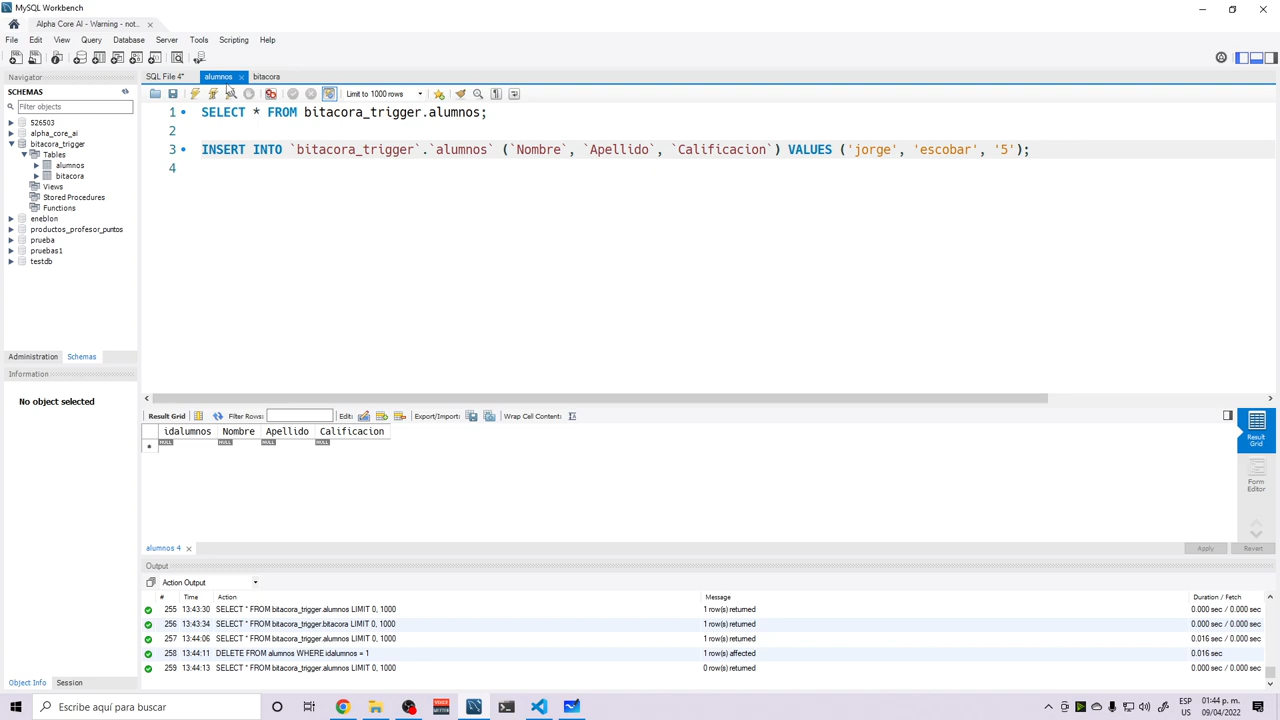 MySQL Workbench
Alpha Core AI - Warning - not...
File Edit View Query Database Server Tools Scripting Help
Navigator
SCHEMAS
Filter objects
526503
alpha_core_ai
bitacora_trigger
Tables
alumnos
bitacora
Views
Stored Procedures
Functions
eneblon
productos_profesor_puntos
prueba
pruebas1
testdb
Administration Schemas
Information
No object selected
Object Info Session
SQL File 4* alumnos bitacora
Limit to 1000 rows
1 SELECT * FROM bitacora_trigger.alumnos;
2
3 INSERT INTO `bitacora_trigger`.`alumnos` (`Nombre`, `Apellido`, `Calificacion`) VALUES ('jorge', 'escobar', '5');
4
Result Grid Filter Rows: Edit: Export/Import: Wrap Cell Content:
idalumnos Nombre Apellido Calificacion
NULL NULL NULL NULL
Result Grid
Form Editor
alumnos 4 Apply Revert
Output
Action Output
# Time Action Message Duration / Fetch
255 13:43:30 SELECT * FROM bitacora_trigger.alumnos LIMIT 0, 1000 1 row(s) returned 0.000 sec / 0.000 sec
256 13:43:34 SELECT * FROM bitacora_trigger.bitacora LIMIT 0, 1000 1 row(s) returned 0.000 sec / 0.000 sec
257 13:44:06 SELECT * FROM bitacora_trigger.alumnos LIMIT 0, 1000 1 row(s) returned 0.016 sec / 0.000 sec
258 13:44:11 DELETE FROM alumnos WHERE idalumnos = 1 1 row(s) affected 0.016 sec
259 13:44:13 SELECT * FROM bitacora_trigger.alumnos LIMIT 0, 1000 0 row(s) returned 0.000 sec / 0.000 sec
Escribe aquí para buscar
ESP 01:44 p. m.
US 09/04/2022